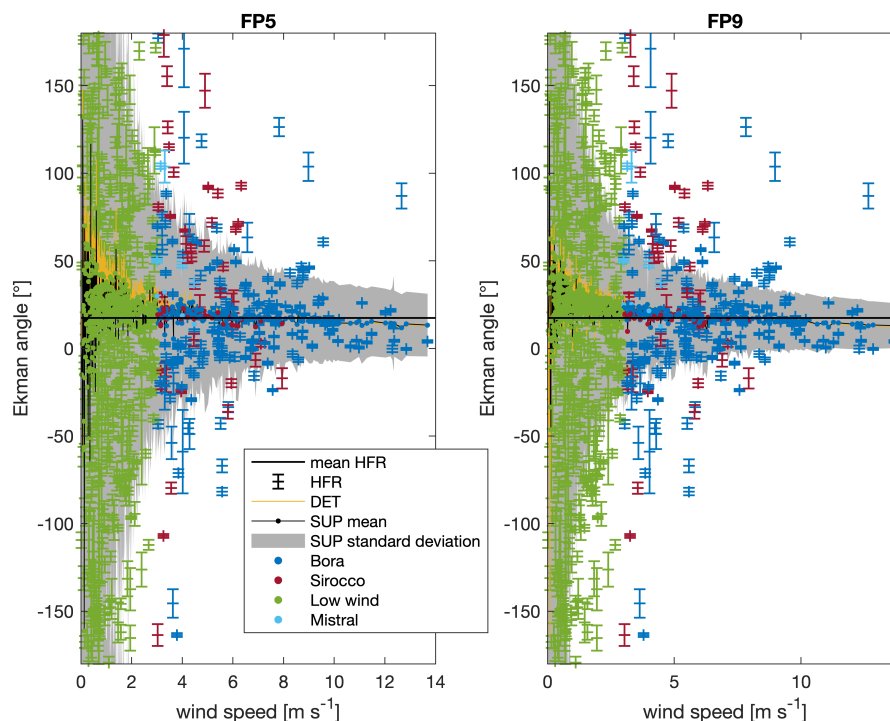 FP5
FP9
150
100
50
0
-50
-100
-150
Ekman angle [°]
0
2
4
6
8
10
12
14
wind speed [m s⁻¹]
mean HFR
HFR
DET
SUP mean
SUP standard deviation
Bora
Sirocco
Low wind
Mistral
150
100
50
0
-50
-100
-150
Ekman angle [°]
0
5
10
wind speed [m s⁻¹]